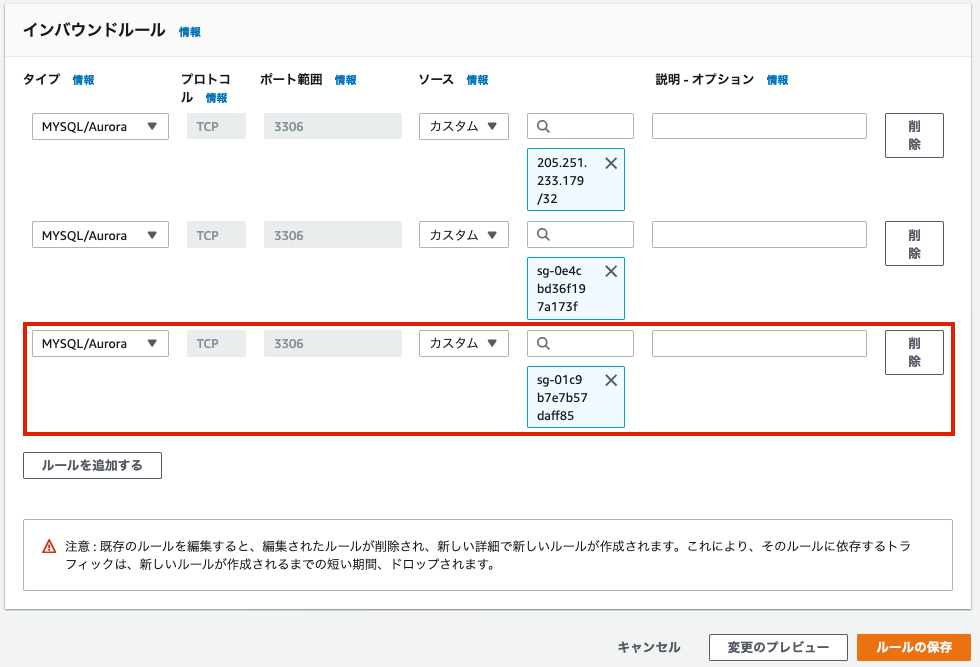 インバウンドルール 情報
タイプ 情報
プロトコ
ル 情報
ポート範囲 情報
ソース 情報
説明 - オプション 情報
MYSQL/Aurora
TCP
3306
カスタム
205.251.
233.179
/32
削
除
MYSQL/Aurora
TCP
3306
カスタム
sg-0e4c
bd36f19
7a173f
削
除
MYSQL/Aurora
TCP
3306
カスタム
sg-01c9
b7e7b57
daff85
削
除
ルールを追加する
注意 : 既存のルールを編集すると、編集されたルールが削除され、新しい詳細で新しいルールが作成されます。これにより、そのルールに依存するトラ
フィックは、新しいルールが作成されるまでの短い期間、ドロップされます。
キャンセル
変更のプレビュー
ルールの保存